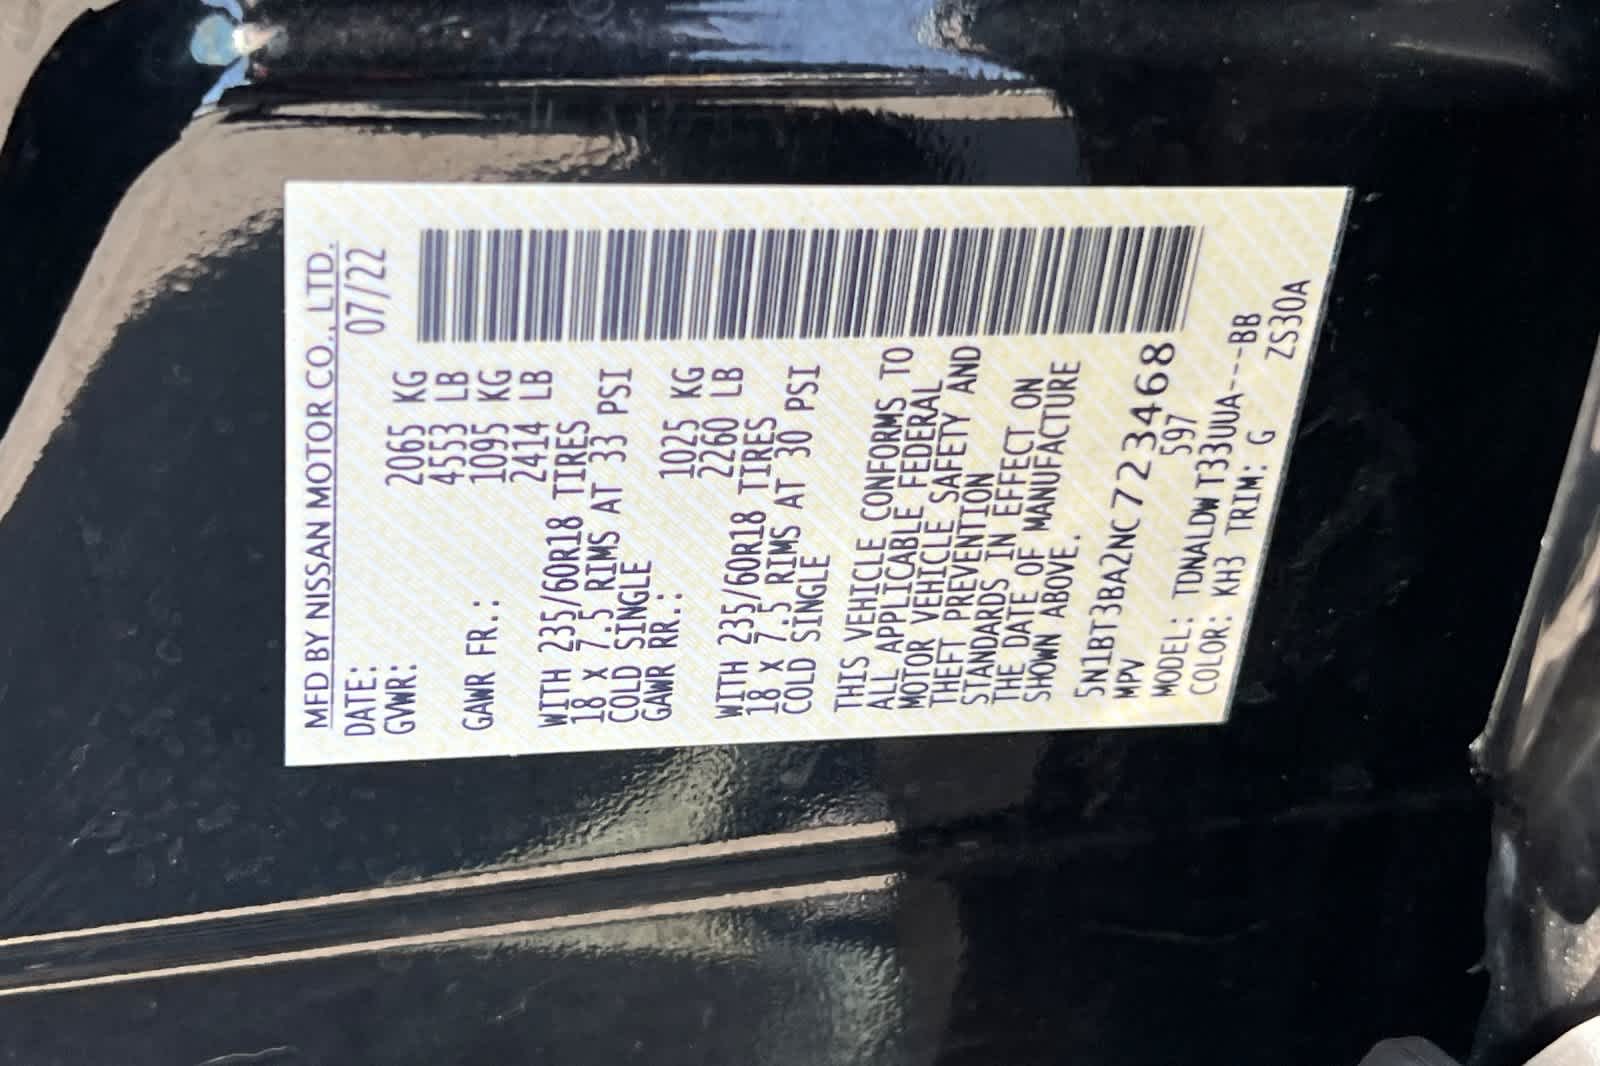 MFD BY NISSAN MOTOR CO., LTD.
DATE: 07/22
GVWR: 2065 KG
4553 LB
GAWR FR.: 1095 KG
2414 LB
WITH 235/60R18 TIRES
18 X 7.5 RIMS AT 33 PSI
COLD SINGLE
GAWR RR.: 1025 KG
2260 LB
WITH 235/60R18 TIRES
18 X 7.5 RIMS AT 30 PSI
COLD SINGLE
THIS VEHICLE CONFORMS TO
ALL APPLICABLE FEDERAL
MOTOR VEHICLE SAFETY AND
THEFT PREVENTION
STANDARDS IN EFFECT ON
THE DATE OF MANUFACTURE
SHOWN ABOVE.
5N1BT3BA2NC723468
MPV 597
MODEL: TDNALDW T33UUA---BB
COLOR: KH3 TRIM: G ZS30A